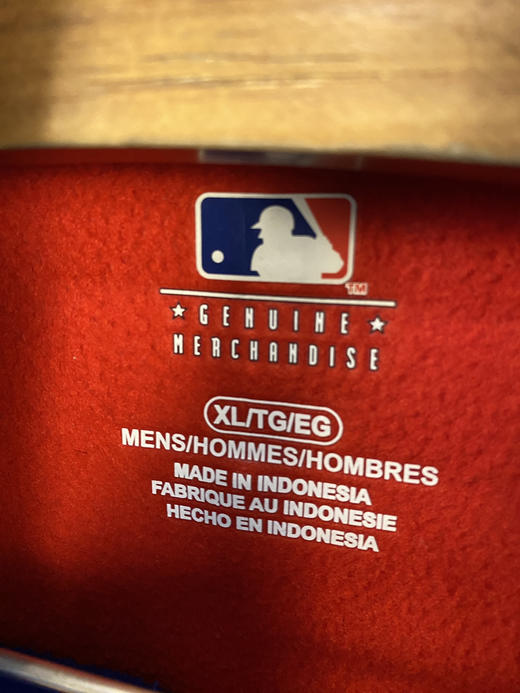 TM
GENUINE
MERCHANDISE
XL/TG/EG
MENS/HOMMES/HOMBRES
MADE IN INDONESIA
FABRIQUE AU INDONESIE
HECHO EN INDONESIA